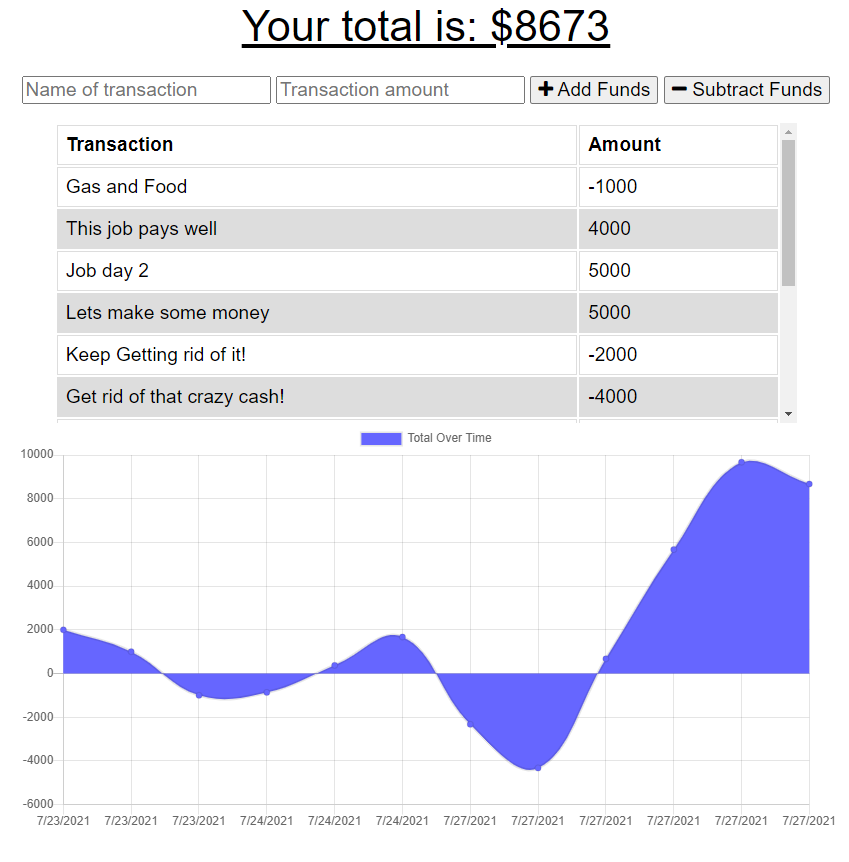 Your total is: $8673
Name of transaction Transaction amount Add Funds Subtract Funds
Transaction Amount
Gas and Food -1000
This job pays well 4000
Job day 2 5000
Lets make some money 5000
Keep Getting rid of it! -2000
Get rid of that crazy cash! -4000
Total Over Time
10000
8000
6000
4000
2000
0
-2000
-4000
-6000
7/23/2021 7/23/2021 7/23/2021 7/24/2021 7/24/2021 7/24/2021 7/27/2021 7/27/2021 7/27/2021 7/27/2021 7/27/2021 7/27/2021